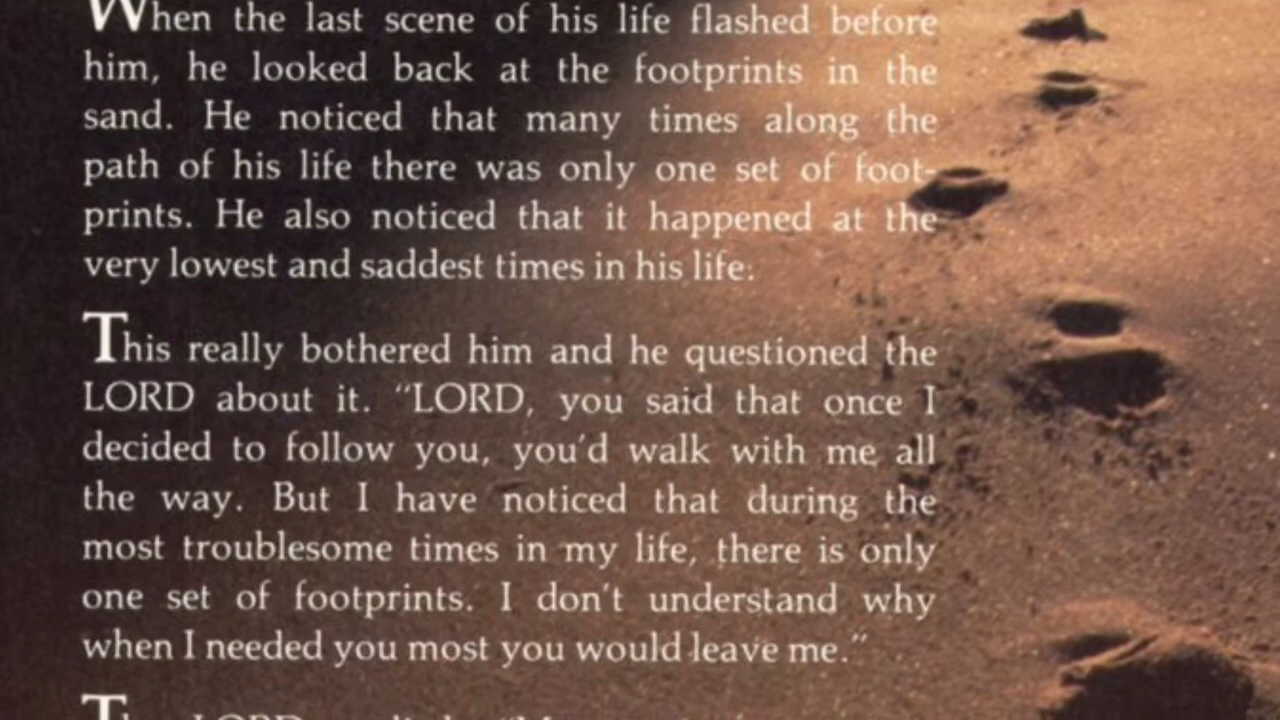 When the last scene of his life flashed before
him, he looked back at the footprints in the
sand. He noticed that many times along the
path of his life there was only one set of foot-
prints. He also noticed that it happened at the
very lowest and saddest times in his life.
This really bothered him and he questioned the
LORD about it. “LORD, you said that once I
decided to follow you, you'd walk with me all
the way. But I have noticed that during the
most troublesome times in my life, there is only
one set of footprints. I don't understand why
when I needed you most you would leave me.”
LORD